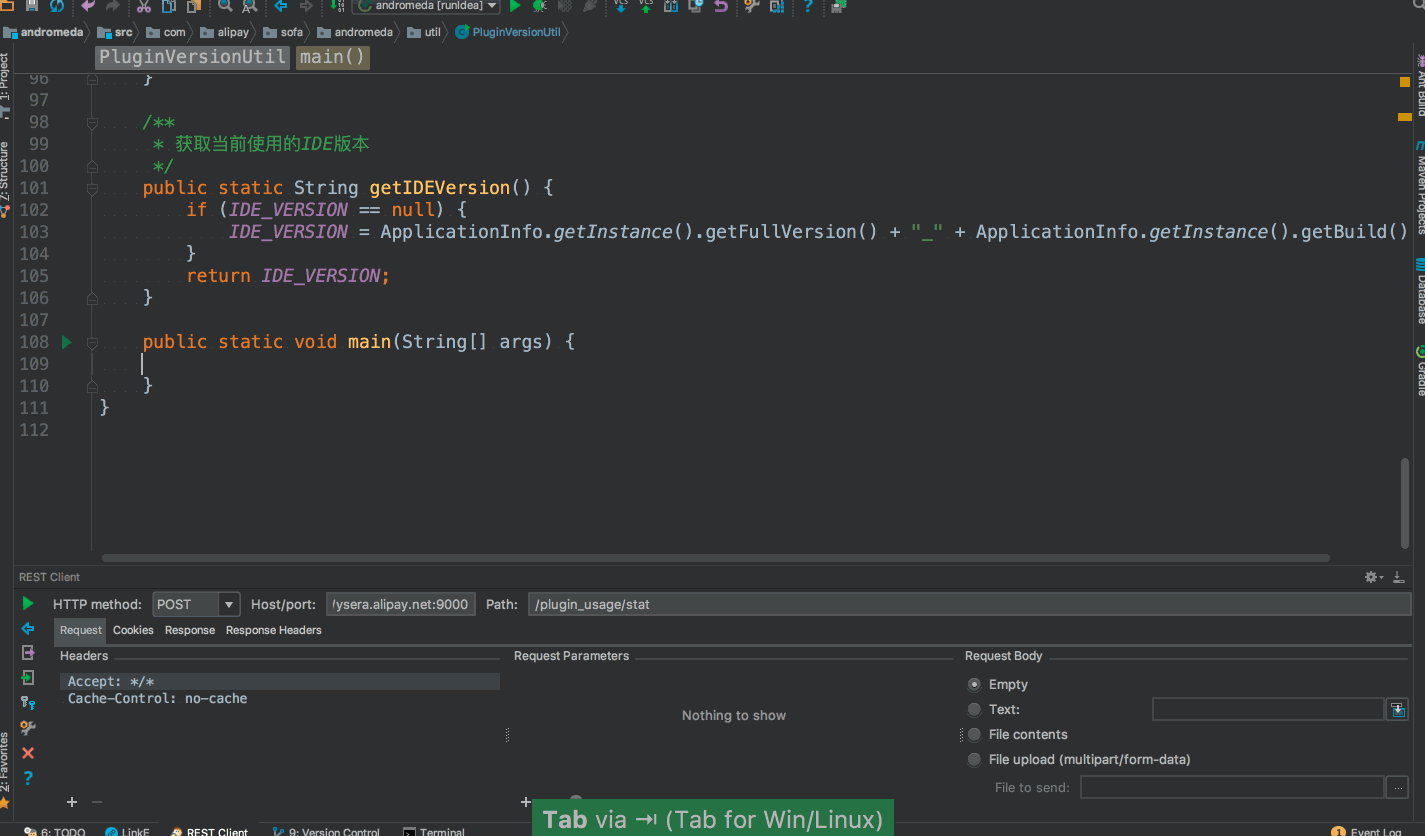 andromeda [runIdea]
andromeda src com alipay sofa andromeda util PluginVersionUtil
PluginVersionUtil main()
96 }
97
98 /**
99 * 获取当前使用的IDE版本
100 */
101 public static String getIDEVersion() {
102 if (IDE_VERSION == null) {
103 IDE_VERSION = ApplicationInfo.getInstance().getFullVersion() + "_" + ApplicationInfo.getInstance().getBuild()
104 }
105 return IDE_VERSION;
106 }
107
108 public static void main(String[] args) {
109
110 }
111 }
112
1: Project
Z: Structure
2: Favorites
Ant Build
Maven Projects
Database
Gradle
REST Client
HTTP method: POST Host/port: /ysera.alipay.net:9000 Path: /plugin_usage/stat
Request Cookies Response Response Headers
Headers
Accept: */*
Cache-Control: no-cache
Request Parameters
Nothing to show
Request Body
Empty
Text:
File contents
File upload (multipart/form-data)
File to send: ...
Tab via ⇥ (Tab for Win/Linux)
6: TODO LinkE REST Client 9: Version Control Terminal 1 Event Log